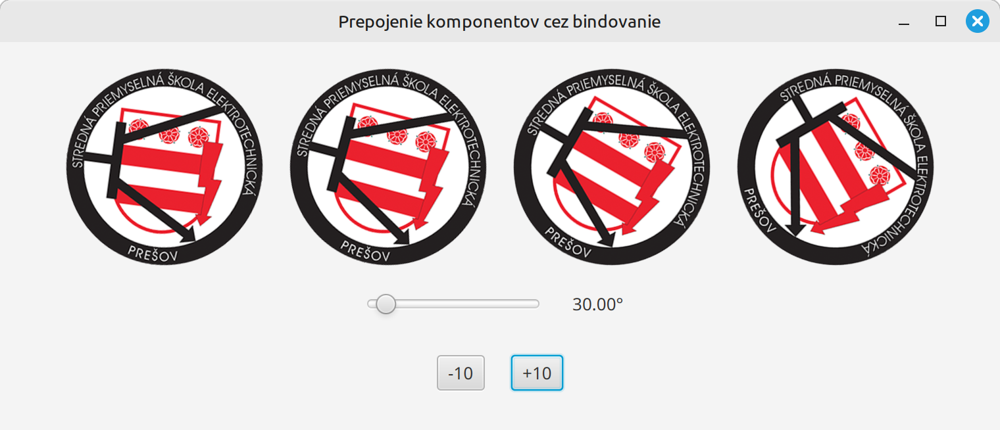 Prepojenie komponentov cez bindovanie
STREDNÁ PRIEMYSELNÁ ŠKOLA ELEKTROTECHNICKÁ
PREŠOV
STREDNÁ PRIEMYSELNÁ ŠKOLA ELEKTROTECHNICKÁ
PREŠOV
STREDNÁ PRIEMYSELNÁ ŠKOLA ELEKTROTECHNICKÁ
PREŠOV
STREDNÁ PRIEMYSELNÁ ŠKOLA ELEKTROTECHNICKÁ
PREŠOV
30.00°
-10
+10